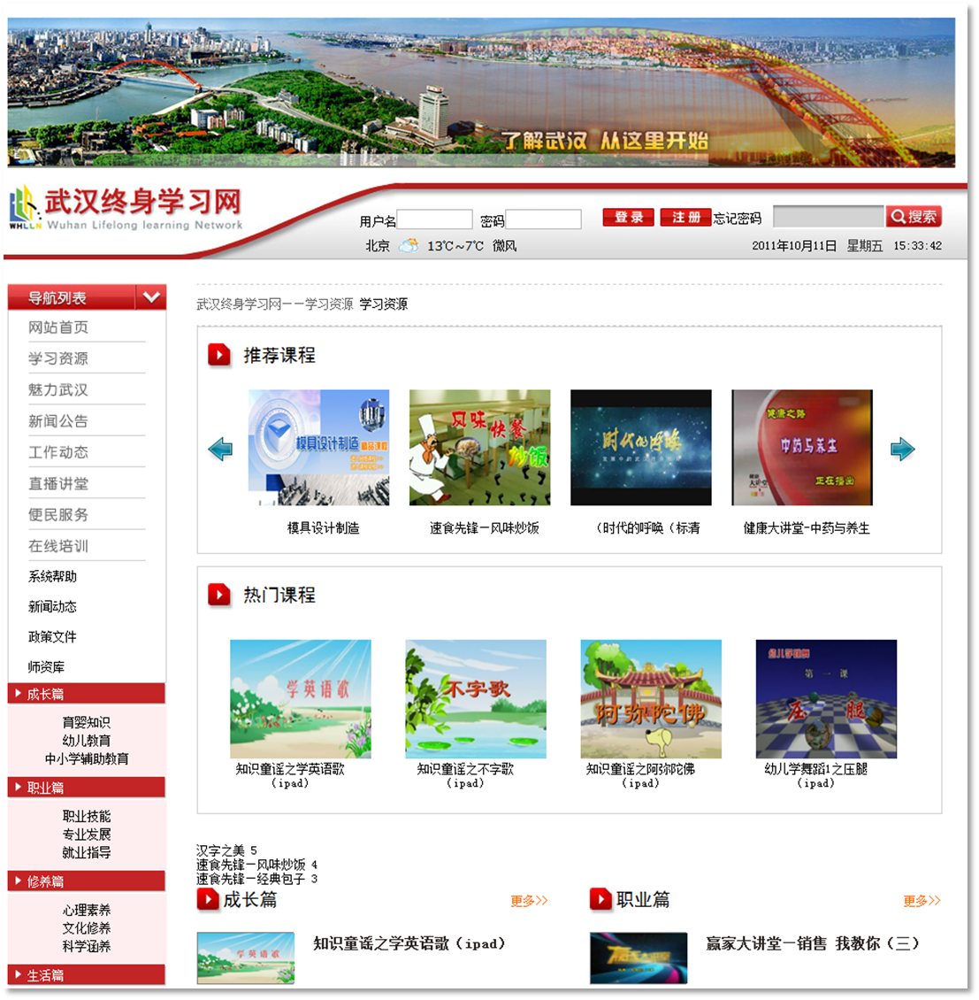 了解武汉 从这里开始
武汉终身学习网
WHLLN Wuhan Lifelong learning Network
用户名 密码 登录 注册 忘记密码 搜索
北京 13℃~7℃ 微风 2011年10月11日 星期五 15:33:42
导航列表
网站首页
学习资源
魅力武汉
新闻公告
工作动态
直播讲堂
便民服务
在线培训
系统帮助
新闻动态
政策文件
师资库
成长篇
育婴知识
幼儿教育
中小学辅助教育
职业篇
职业技能
专业发展
就业指导
修养篇
心理素养
文化修养
科学涵养
生活篇
武汉终身学习网——学习资源 学习资源
推荐课程
模具设计制造 精品课程
风味快餐
炒饭
时代的呼唤
健康之路
中药与养生
正在播出
模具设计制造
速食先锋—风味炒饭
（时代的呼唤（标清
健康大讲堂-中药与养生
热门课程
学英语歌
不字歌
阿弥陀佛
幼儿学舞蹈
第一课
压腿
知识童谣之学英语歌
（ipad）
知识童谣之不字歌
（ipad）
知识童谣之阿弥陀佛
（ipad）
幼儿学舞蹈1之压腿
（ipad）
汉字之美 5
速食先锋—风味炒饭 4
速食先锋—经典包子 3
成长篇 更多>>
学英语歌
知识童谣之学英语歌（ipad）
职业篇 更多>>
赢家大讲堂—销售 我教你（三）